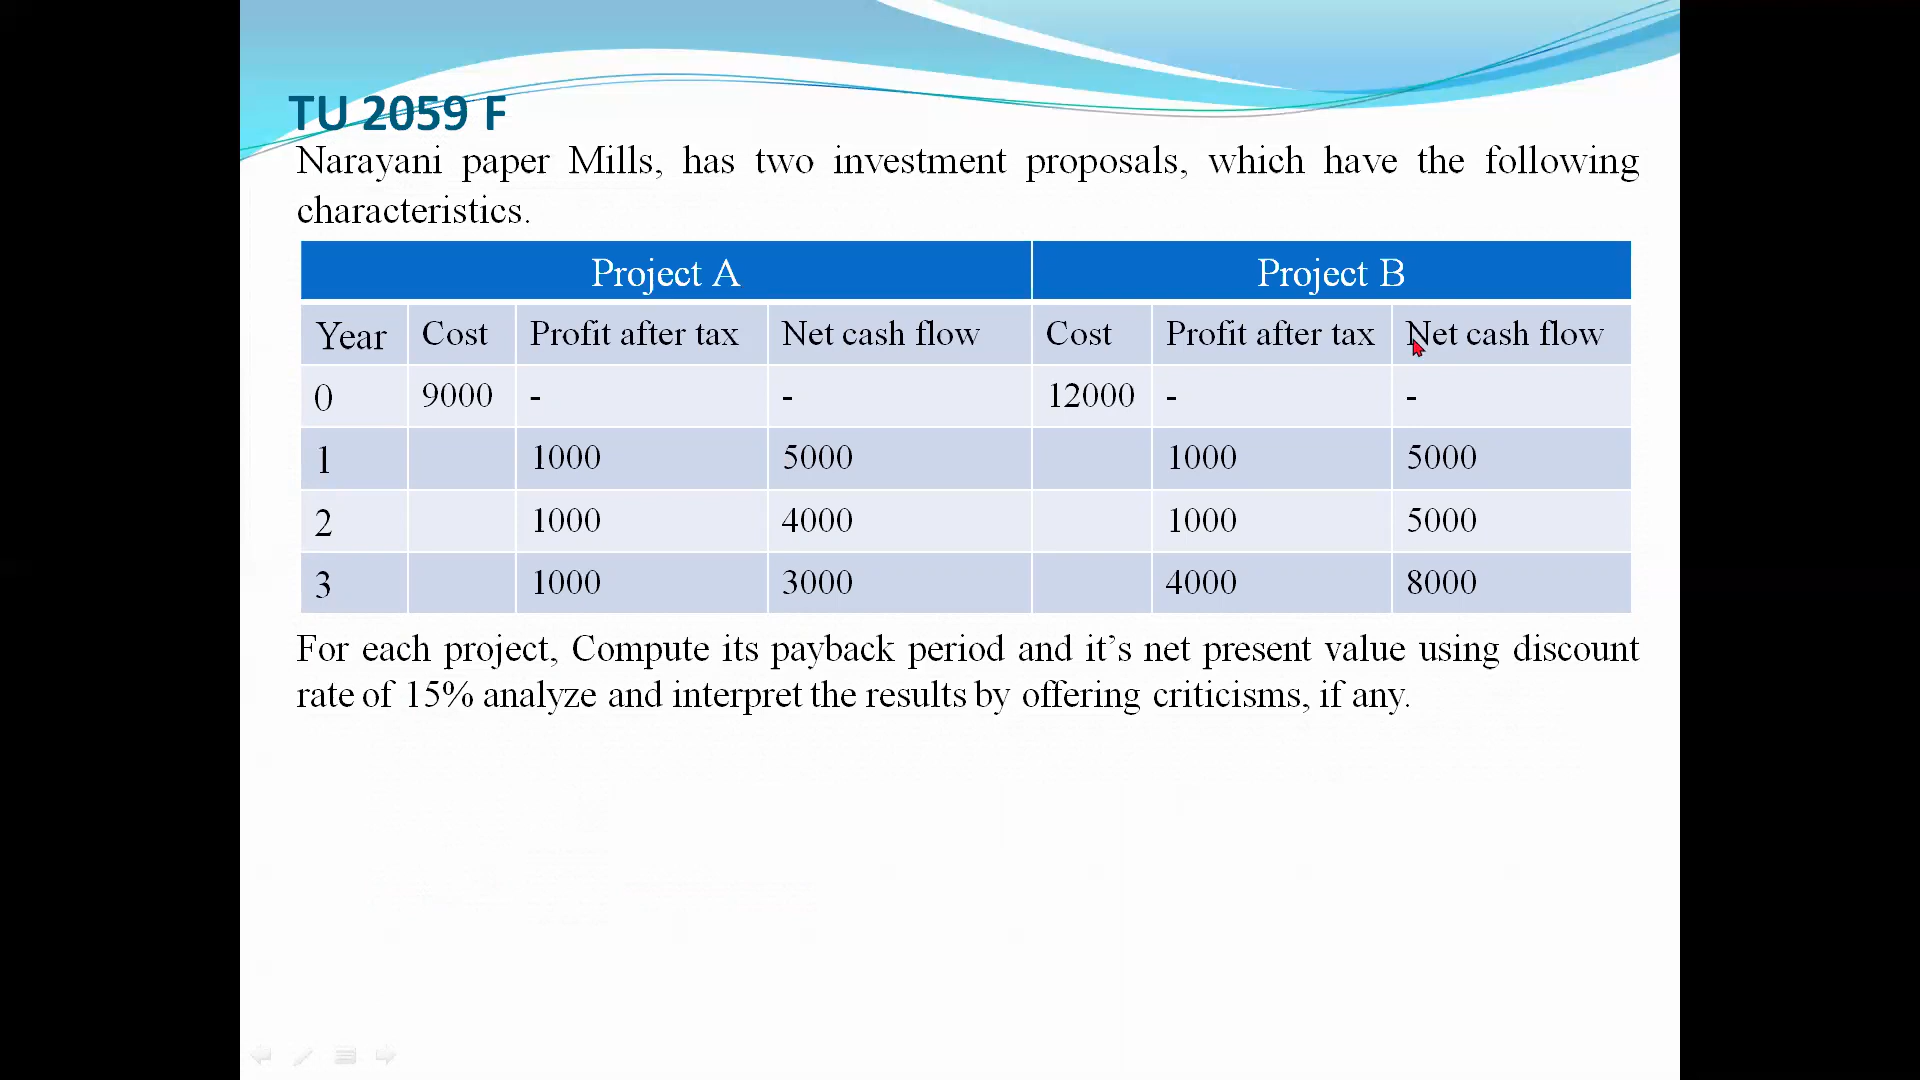 TU 2059 F
Narayani paper Mills, has two investment proposals, which have the following
characteristics.
Project A Project B
Year Cost Profit after tax Net cash flow Cost Profit after tax Net cash flow
0 9000 - - 12000 - -
1 1000 5000 1000 5000
2 1000 4000 1000 5000
3 1000 3000 4000 8000
For each project, Compute its payback period and it’s net present value using discount
rate of 15% analyze and interpret the results by offering criticisms, if any.